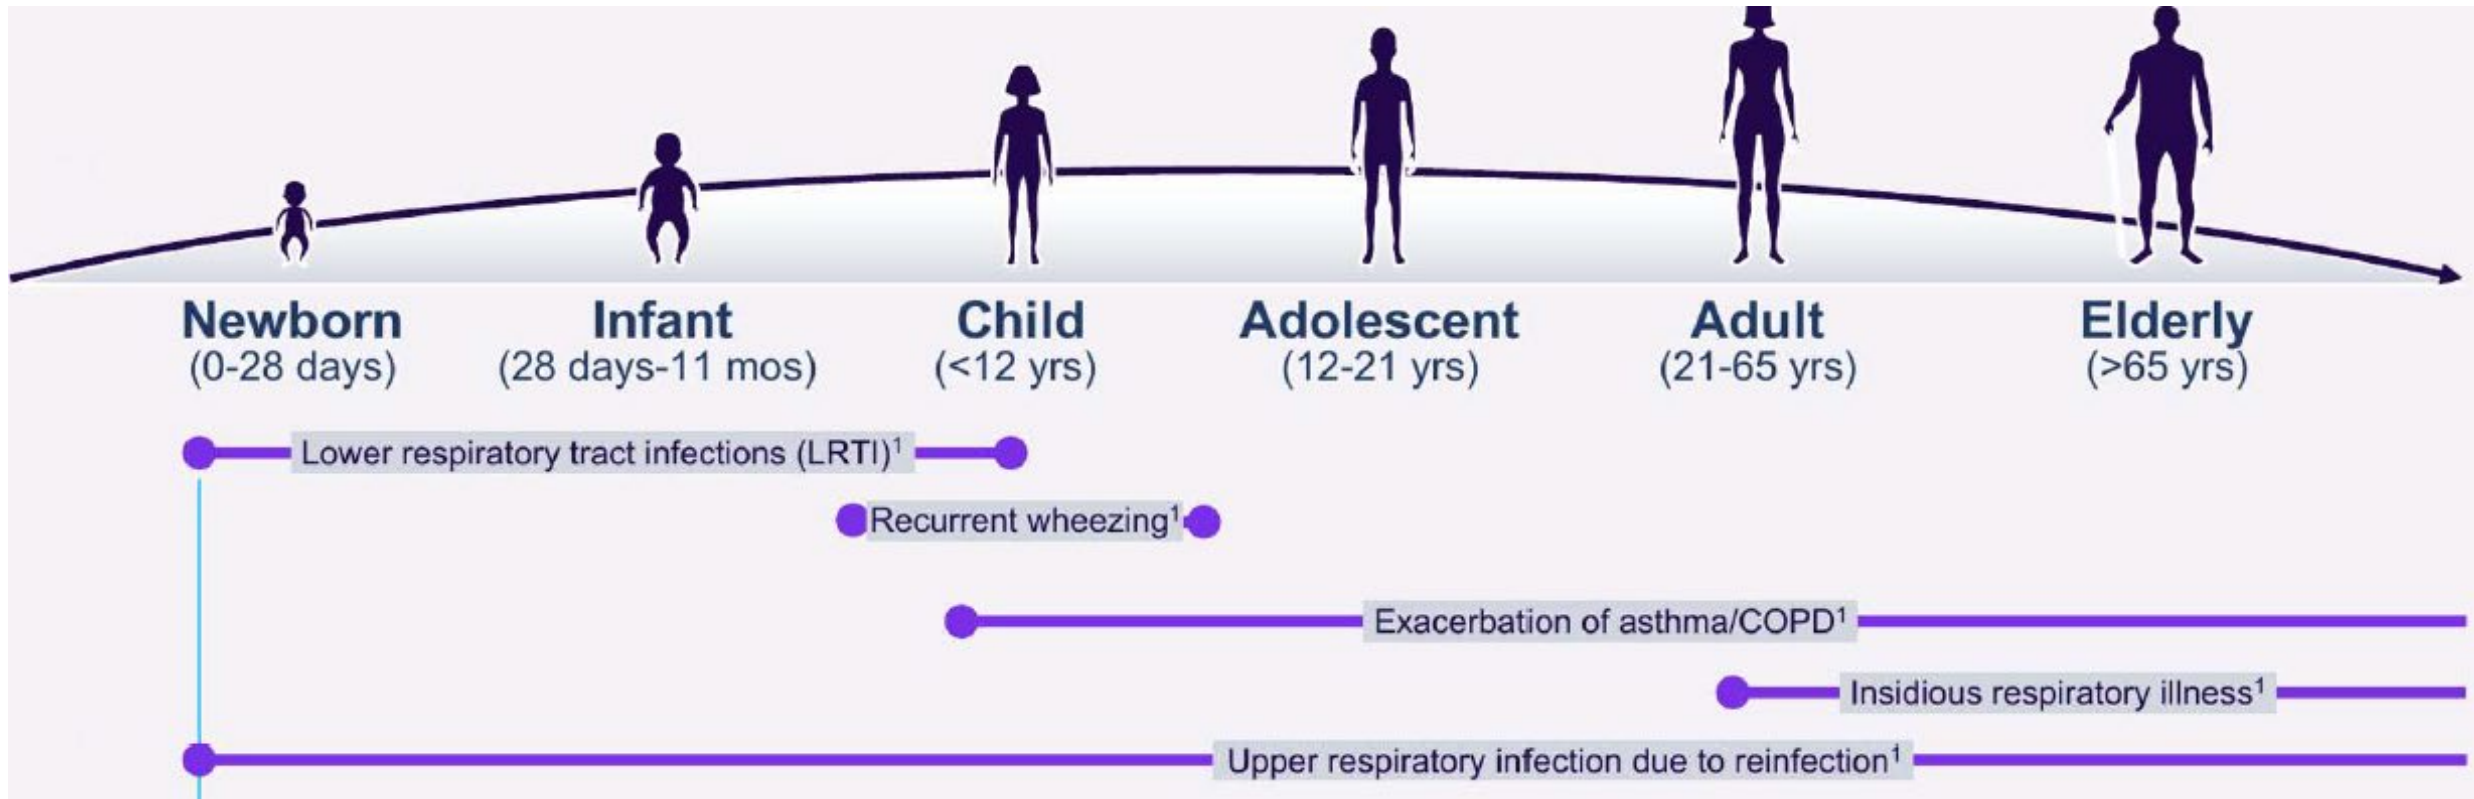 Newborn
(0-28 days)
Infant
(28 days-11 mos)
Child
(<12 yrs)
Adolescent
(12-21 yrs)
Adult
(21-65 yrs)
Elderly
(>65 yrs)
Lower respiratory tract infections (LRTI)¹
Recurrent wheezing¹
Exacerbation of asthma/COPD¹
Insidious respiratory illness¹
Upper respiratory infection due to reinfection¹